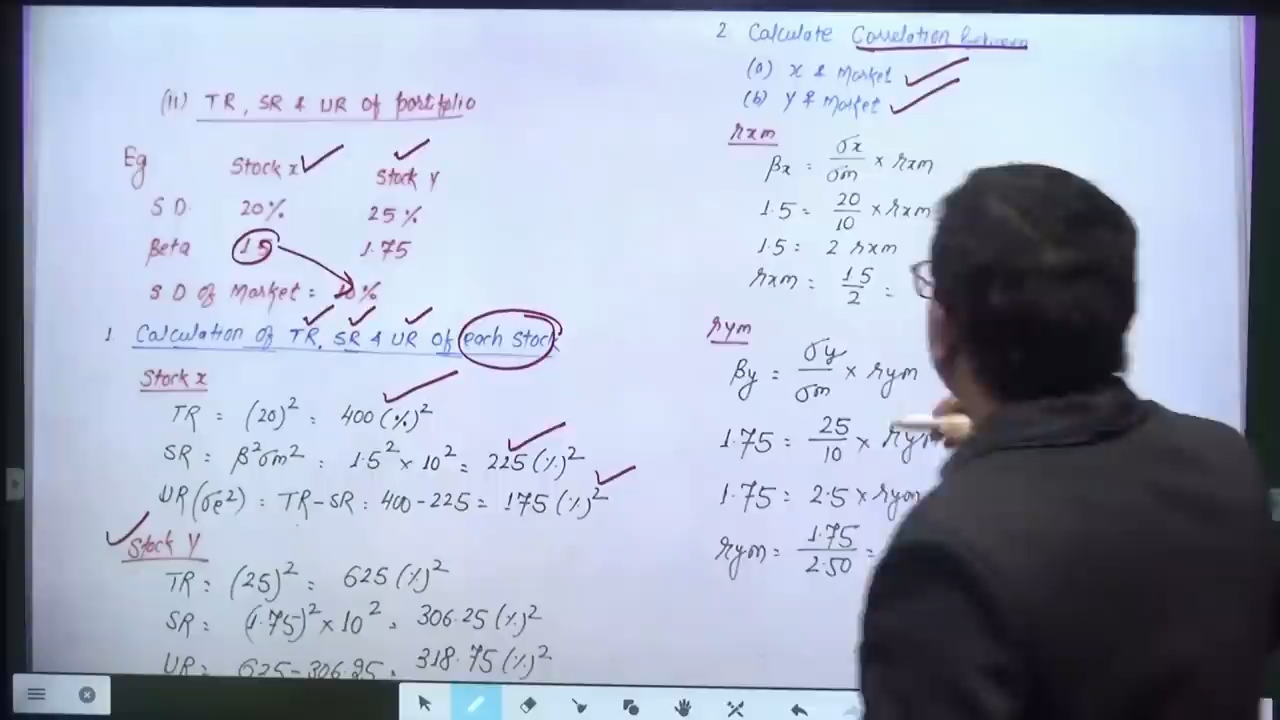 (ii) TR, SR & UR of portfolio
Eg Stock x Stock y
S D. 20% 25%
Beta 1.5 1.75
S D of Market = 10%
1. Calculation of TR, SR & UR of each Stock
Stock x
TR = (20)² = 400 (%)²
SR = β²σm² = 1.5² × 10² = 225 (%)²
UR (σe²) = TR - SR = 400 - 225 = 175 (%)²
Stock Y
TR = (25)² = 625 (%)²
SR = (1.75)² × 10² = 306.25 (%)²
UR = 625 - 306.25 = 318.75 (%)²
2 Calculate Correlation Between
(a) x & Market
(b) y & Market
rxm
βx = σx/σm × rxm
1.5 = 20/10 × rxm
1.5 = 2 rxm
rxm = 1.5/2 =
rym
βy = σy/σm × rym
1.75 = 25/10 × rym
1.75 = 2.5 × rym
rym = 1.75/2.50 =